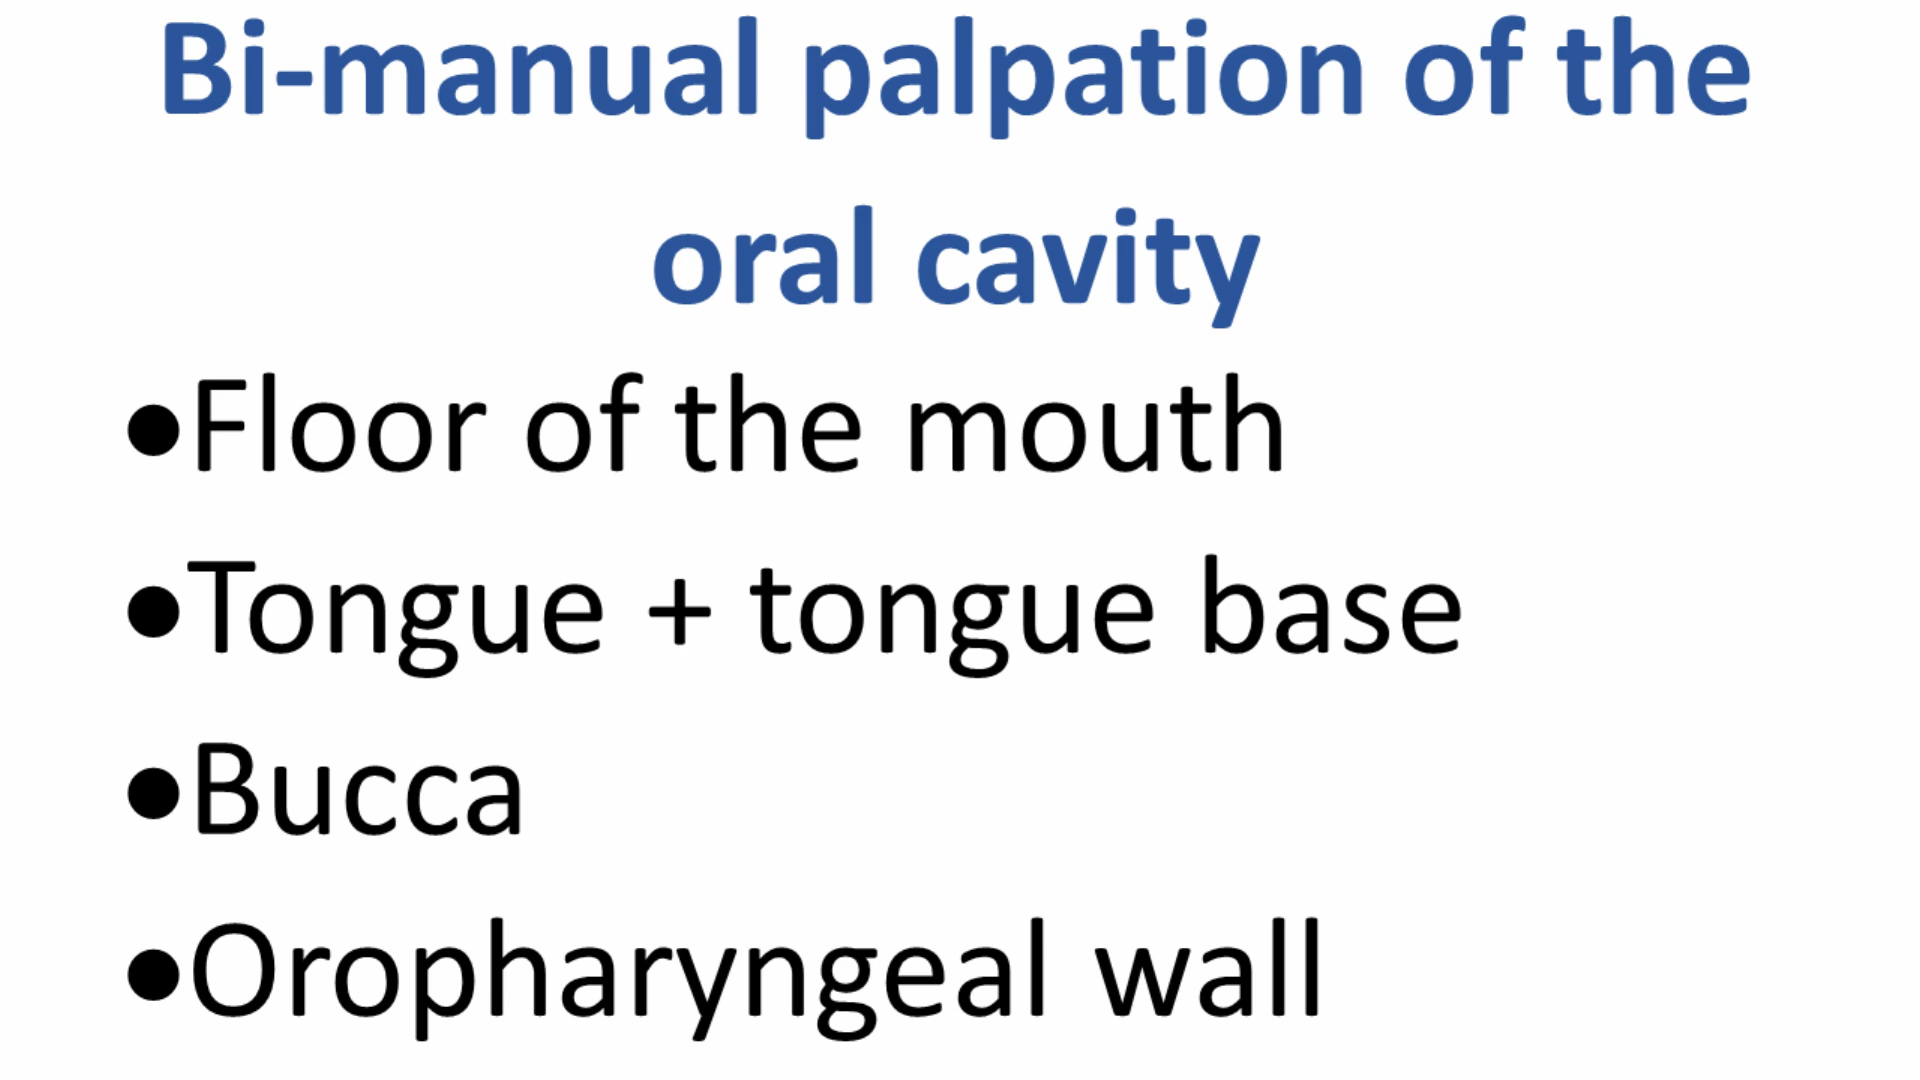 Bi-manual palpation of the
oral cavity
•Floor of the mouth
•Tongue + tongue base
•Bucca
•Oropharyngeal wall